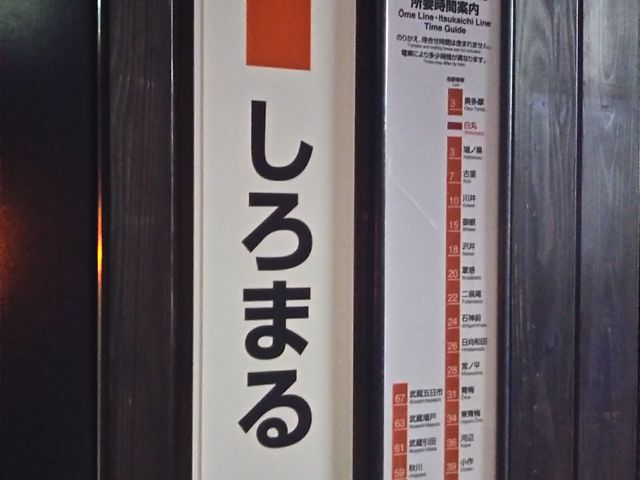 しろまる
所要時間案内
Ōme Line・Itsukaichi Line
Time Guide
のりかえ、待合せ時間は含まれません。
電車により多少時間が異なります。
3 奥多摩
白丸
3 鳩ノ巣
7 古里
10 川井
15 御嶽
18 沢井
20 軍畑
22 二俣尾
24 石神前
26 日向和田
28 宮ノ平
31 青梅
34 東青梅
36 河辺
39 小作
67 武蔵五日市
63 武蔵増戸
61 武蔵引田
59 秋川